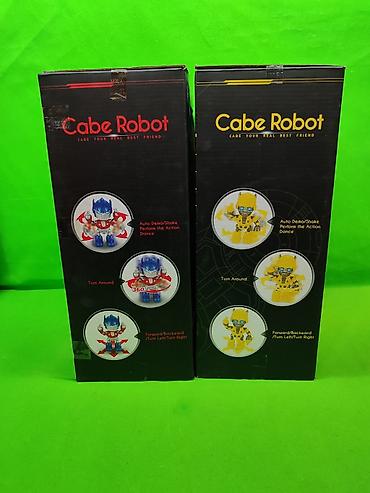 Cabe Robot
CABE YOUR REAL BEST FRIEND
Auto Demo/Shake
Perform the Action
Dance
Turn Around
Forward/Backward
/Turn Left/Turn Right
Cabe Robot
CABE YOUR REAL BEST FRIEND
Auto Demo/Shake
Perform the Action
Dance
Turn Around
Forward/Backward
/Turn Left/Turn Right